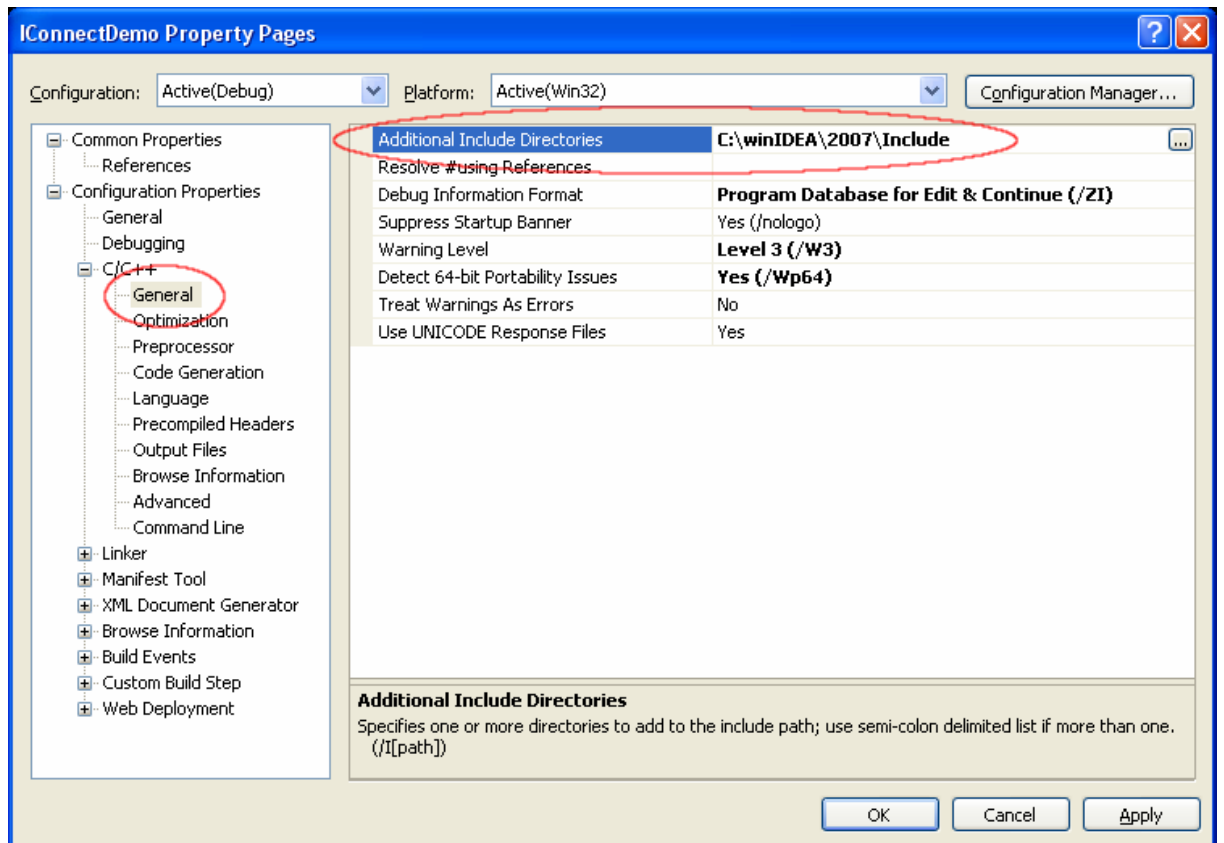 IConnectDemo Property Pages
Configuration: Active(Debug) Platform: Active(Win32) Configuration Manager...
Common Properties
References
Configuration Properties
General
Debugging
C/C++
General
Optimization
Preprocessor
Code Generation
Language
Precompiled Headers
Output Files
Browse Information
Advanced
Command Line
Linker
Manifest Tool
XML Document Generator
Browse Information
Build Events
Custom Build Step
Web Deployment
Additional Include Directories C:\winIDEA\2007\Include ...
Resolve #using References
Debug Information Format Program Database for Edit & Continue (/ZI)
Suppress Startup Banner Yes (/nologo)
Warning Level Level 3 (/W3)
Detect 64-bit Portability Issues Yes (/Wp64)
Treat Warnings As Errors No
Use UNICODE Response Files Yes
Additional Include Directories
Specifies one or more directories to add to the include path; use semi-colon delimited list if more than one.
(/I[path])
OK Cancel Apply